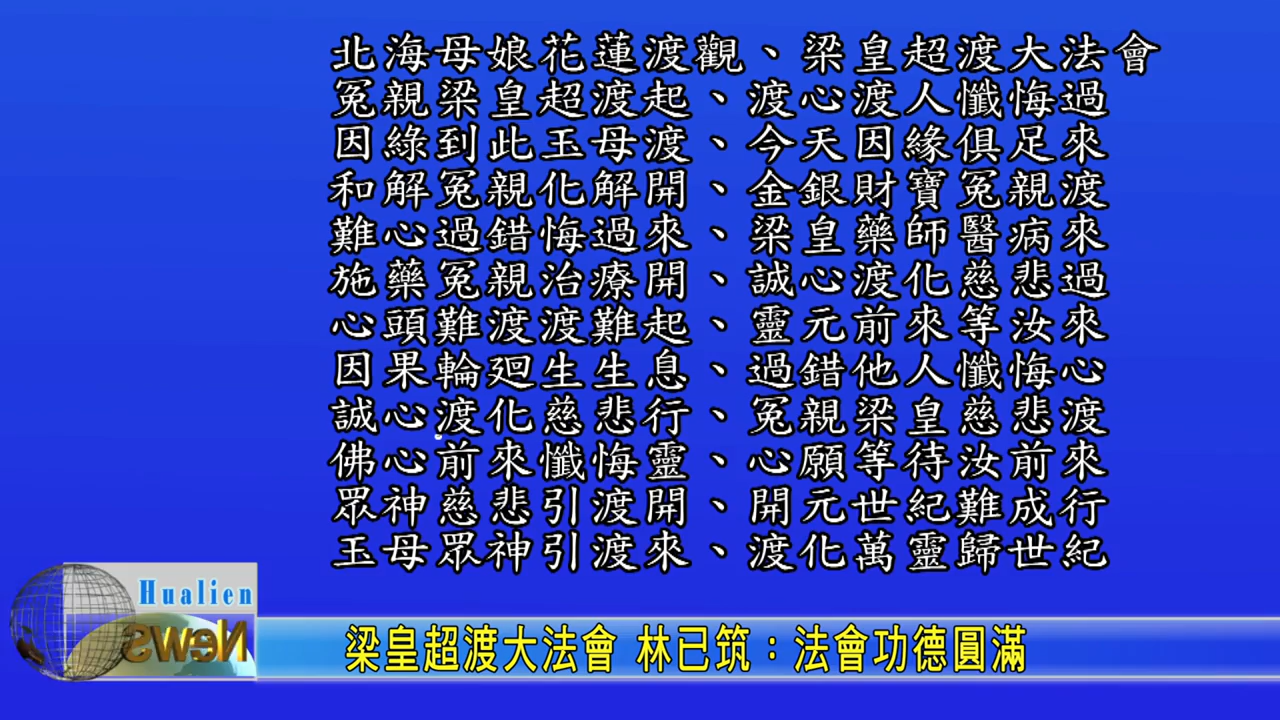 北海母娘花蓮渡觀、梁皇超渡大法會
冤親梁皇超渡起、渡心渡人懺悔過
因綠到此玉母渡、今天因緣俱足來
和解冤親化解開、金銀財寶冤親渡
難心過錯悔過來、梁皇藥師醫病來
施藥冤親治療開、誠心渡化慈悲過
心頭難渡渡難起、靈元前來等汝來
因果輪迴生生息、過錯他人懺悔心
誠心渡化慈悲行、冤親梁皇慈悲渡
佛心前來懺悔靈、心願等待汝前來
眾神慈悲引渡開、開元世紀難成行
玉母眾神引渡來、渡化萬靈歸世紀
Hualien
News
梁皇超渡大法會 林已筑：法會功德圓滿